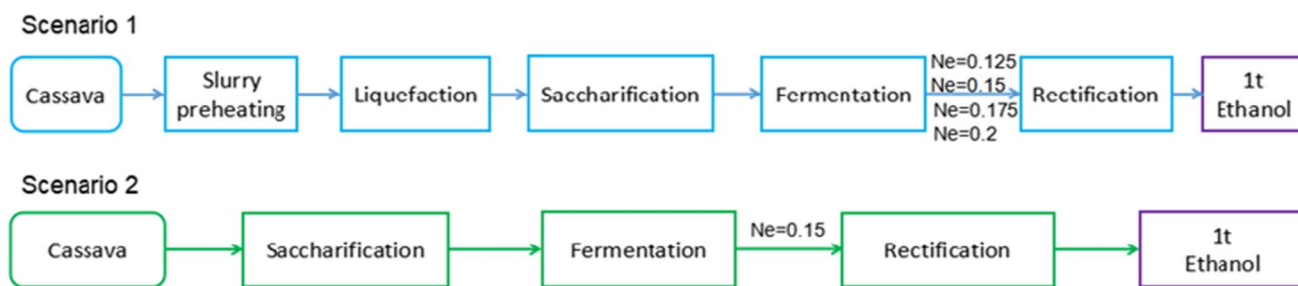 Scenario 1
Cassava
Slurry
preheating
Liquefaction
Saccharification
Fermentation
Ne=0.125
Ne=0.15
Ne=0.175
Ne=0.2
Rectification
1t
Ethanol
Scenario 2
Cassava
Saccharification
Fermentation
Ne=0.15
Rectification
1t
Ethanol